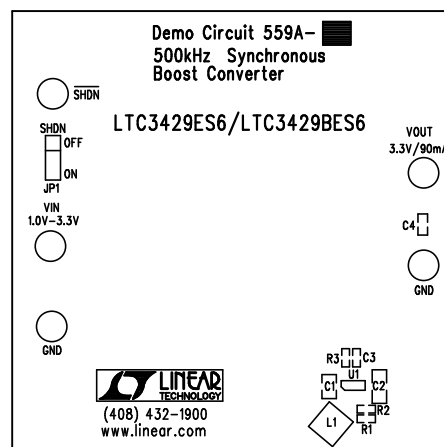 Demo Circuit 559A-
500kHz Synchronous
Boost Converter
SHDN
LTC3429ES6/LTC3429BES6
SHDN
OFF
ON
JP1
VIN
1.0V-3.3V
GND
VOUT
3.3V/90mA
C4
GND
R3 C3
U1
C1 C2
L1 R2
R1
LINEAR
TECHNOLOGY
(408) 432-1900
www.linear.com